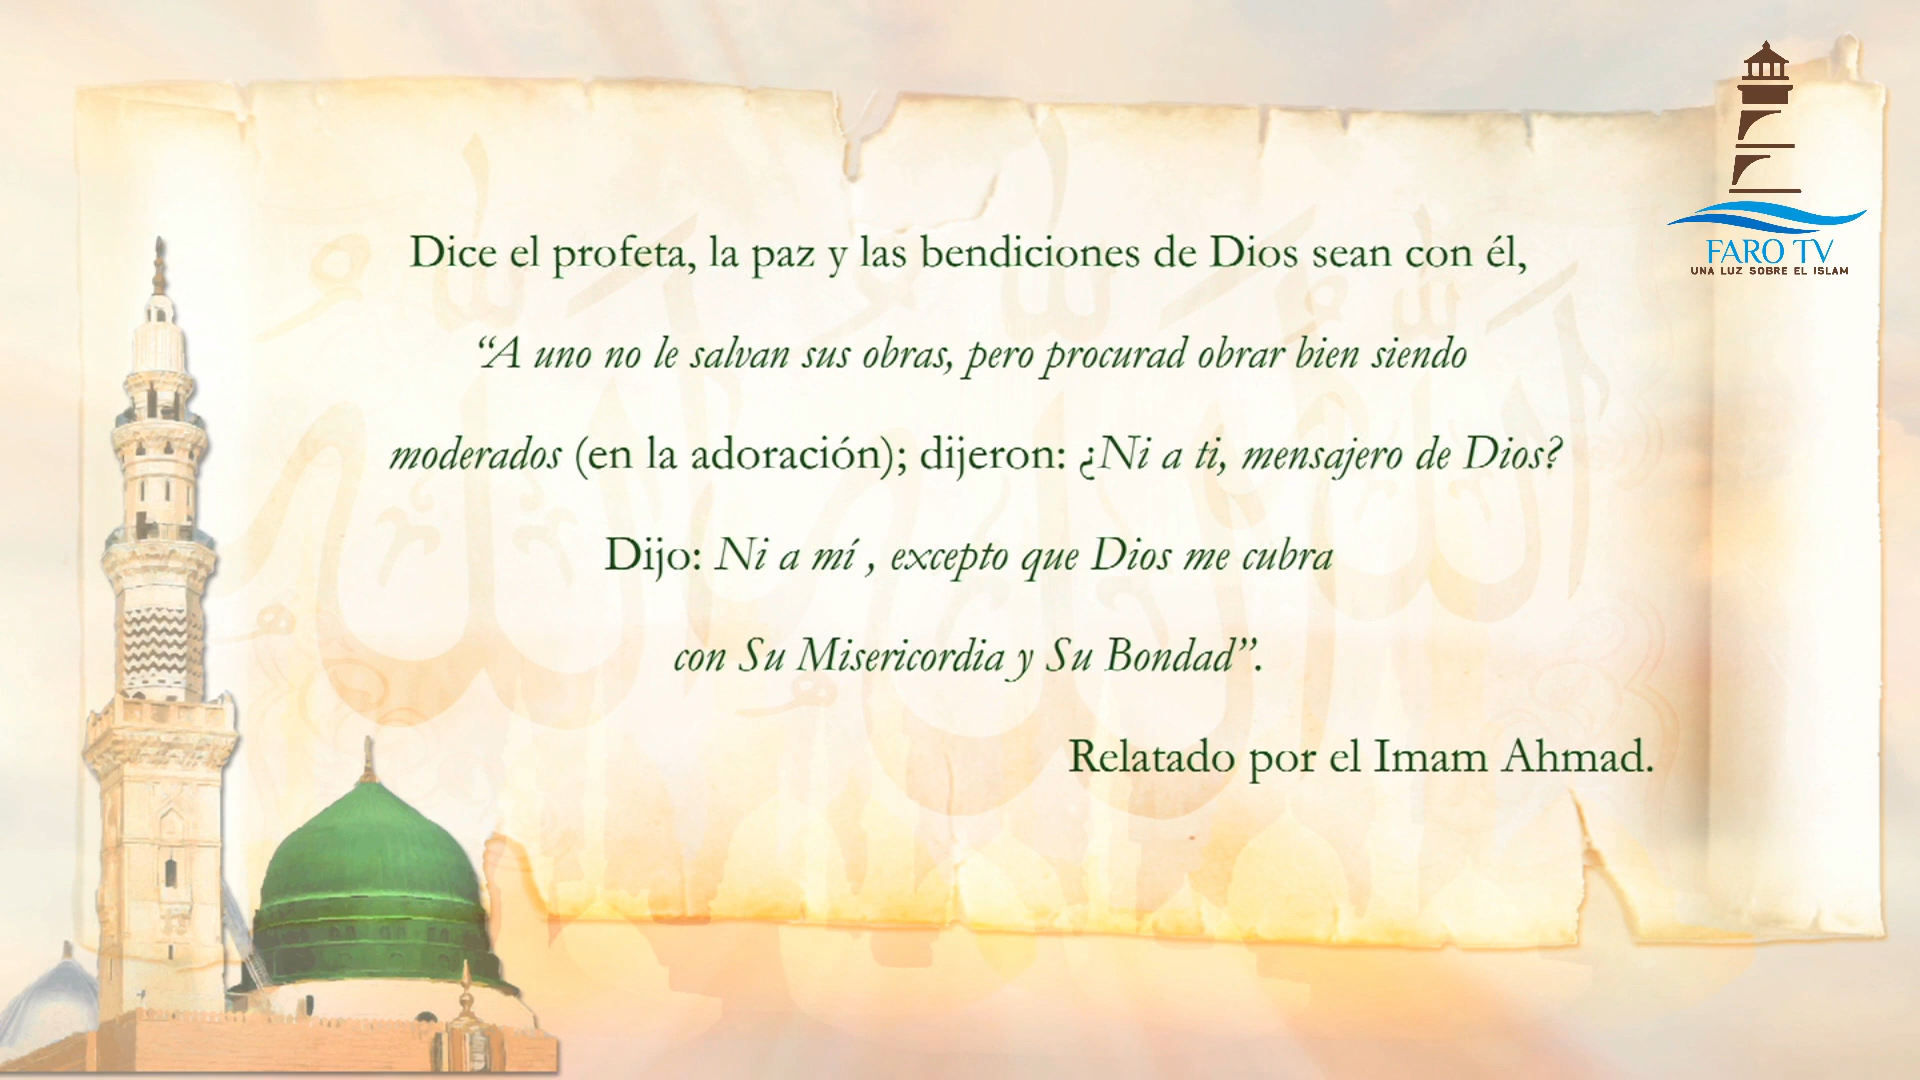 Dice el profeta, la paz y las bendiciones de Dios sean con él,
“A uno no le salvan sus obras, pero procurad obrar bien siendo
moderados (en la adoración); dijeron: ¿Ni a ti, mensajero de Dios?
Dijo: Ni a mí , excepto que Dios me cubra
con Su Misericordia y Su Bondad”.
Relatado por el Imam Ahmad.
FARO TV
UNA LUZ SOBRE EL ISLAM